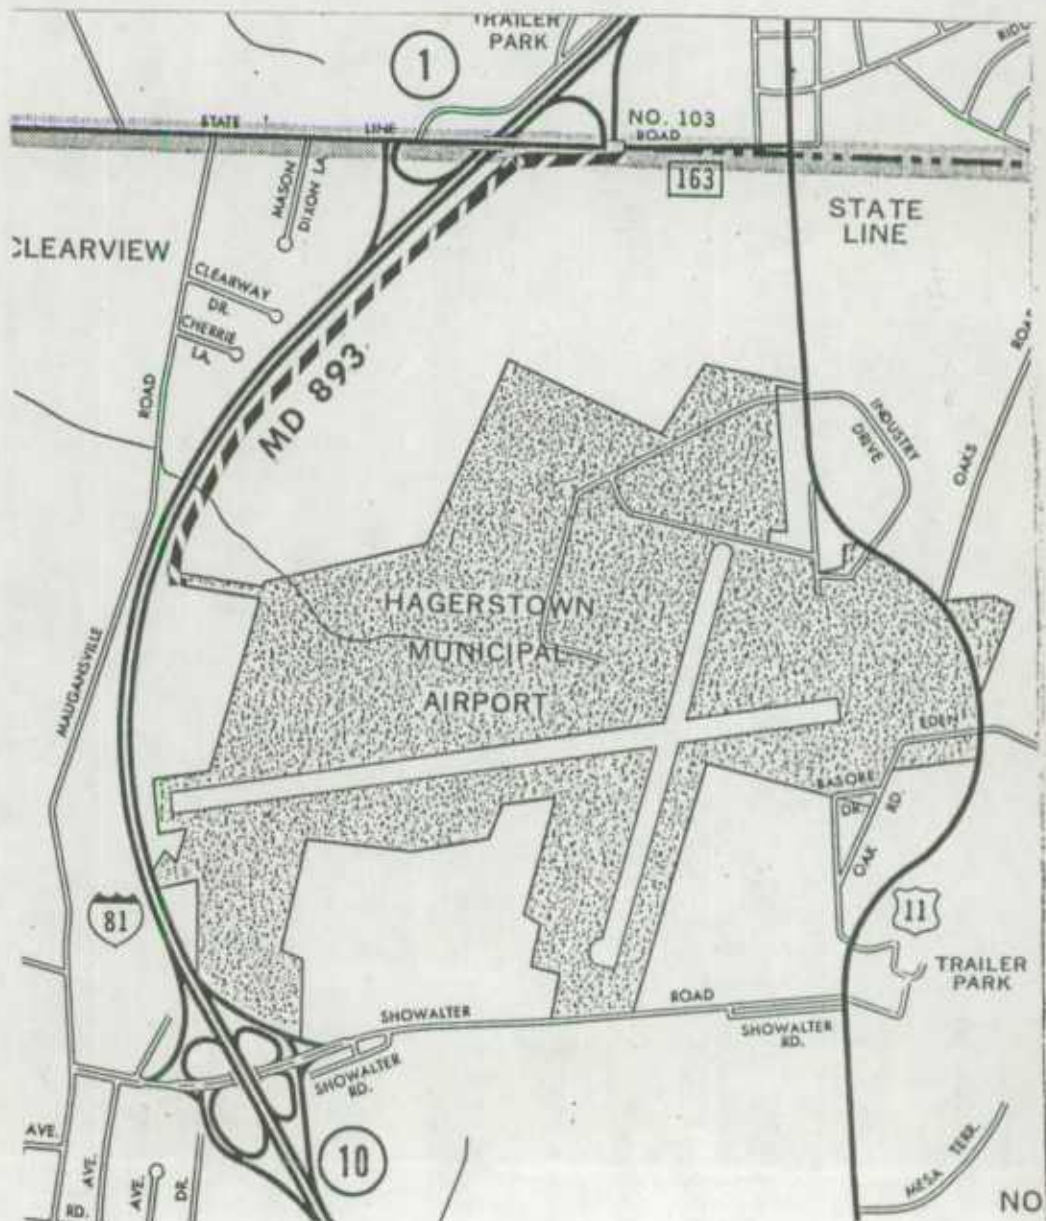 TRAILER
PARK
1
NO. 103
ROAD
STATE
LINE
163
MASON
DIXON LA.
STATE
LINE
CLEARVIEW
CLEARWAY
DR.
CHERRIE
LA.
ROAD
MD 893
INDUSTRY
DRIVE
OAKS
HAGERSTOWN
MUNICIPAL
AIRPORT
MAUGANSVILLE
EDEN
BASORE
DR.
OAK
RD.
81
11
TRAILER
PARK
SHOWALTER
ROAD
SHOWALTER
RD.
SHOWALTER
RD.
10
AVE.
AVE.
RD.
AVE.
DR.
MESA TERR.
NO